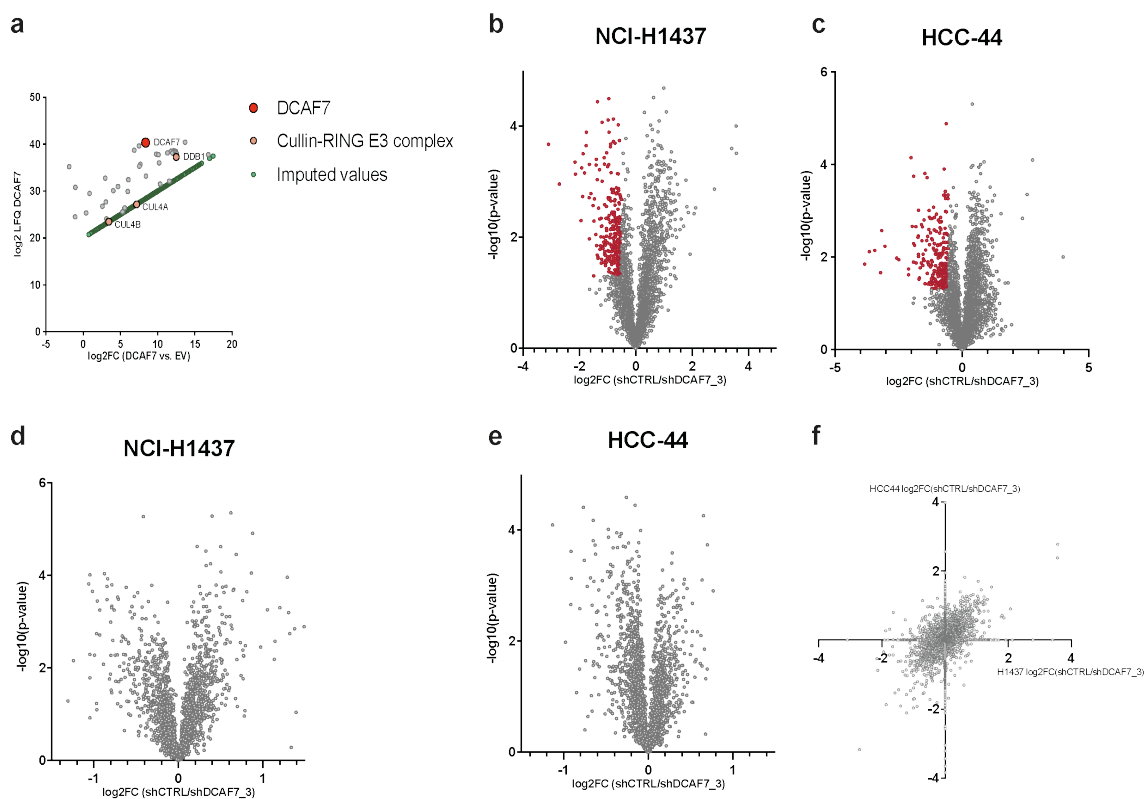 a
50
40
30
20
10
0
-5
0
5
10
15
20
log2 LFQ DCAF7
log2FC (DCAF7 vs. EV)
DCAF7
DDB1
CUL4A
CUL4B
DCAF7
Cullin-RING E3 complex
Imputed values
b
NCI-H1437
4
2
0
-4
-2
0
2
4
-log10(p-value)
log2FC (shCTRL/shDCAF7_3)
c
HCC-44
6
4
2
0
-5
0
5
-log10(p-value)
log2FC (shCTRL/shDCAF7_3)
d
NCI-H1437
6
4
2
0
-1
0
1
-log10(p-value)
log2FC (shCTRL/shDCAF7_3)
e
HCC-44
4
2
0
-1
0
1
-log10(p-value)
log2FC (shCTRL/shDCAF7_3)
f
HCC44 log2FC(shCTRL/shDCAF7_3)
4
2
-4
-2
2
4
H1437 log2FC(shCTRL/shDCAF7_3)
-2
-4